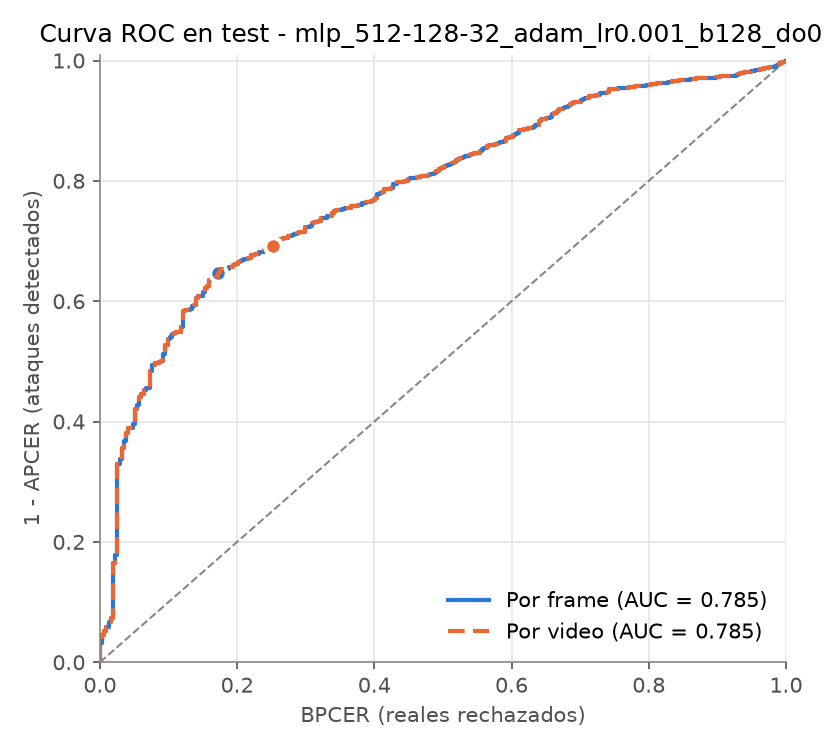 Curva ROC en test - mlp_512-128-32_adam_lr0.001_b128_do0
1.0
0.8
0.6
0.4
0.2
0.0
1 - APCER (ataques detectados)
Por frame (AUC = 0.785)
Por video (AUC = 0.785)
0.0 0.2 0.4 0.6 0.8 1.0
BPCER (reales rechazados)